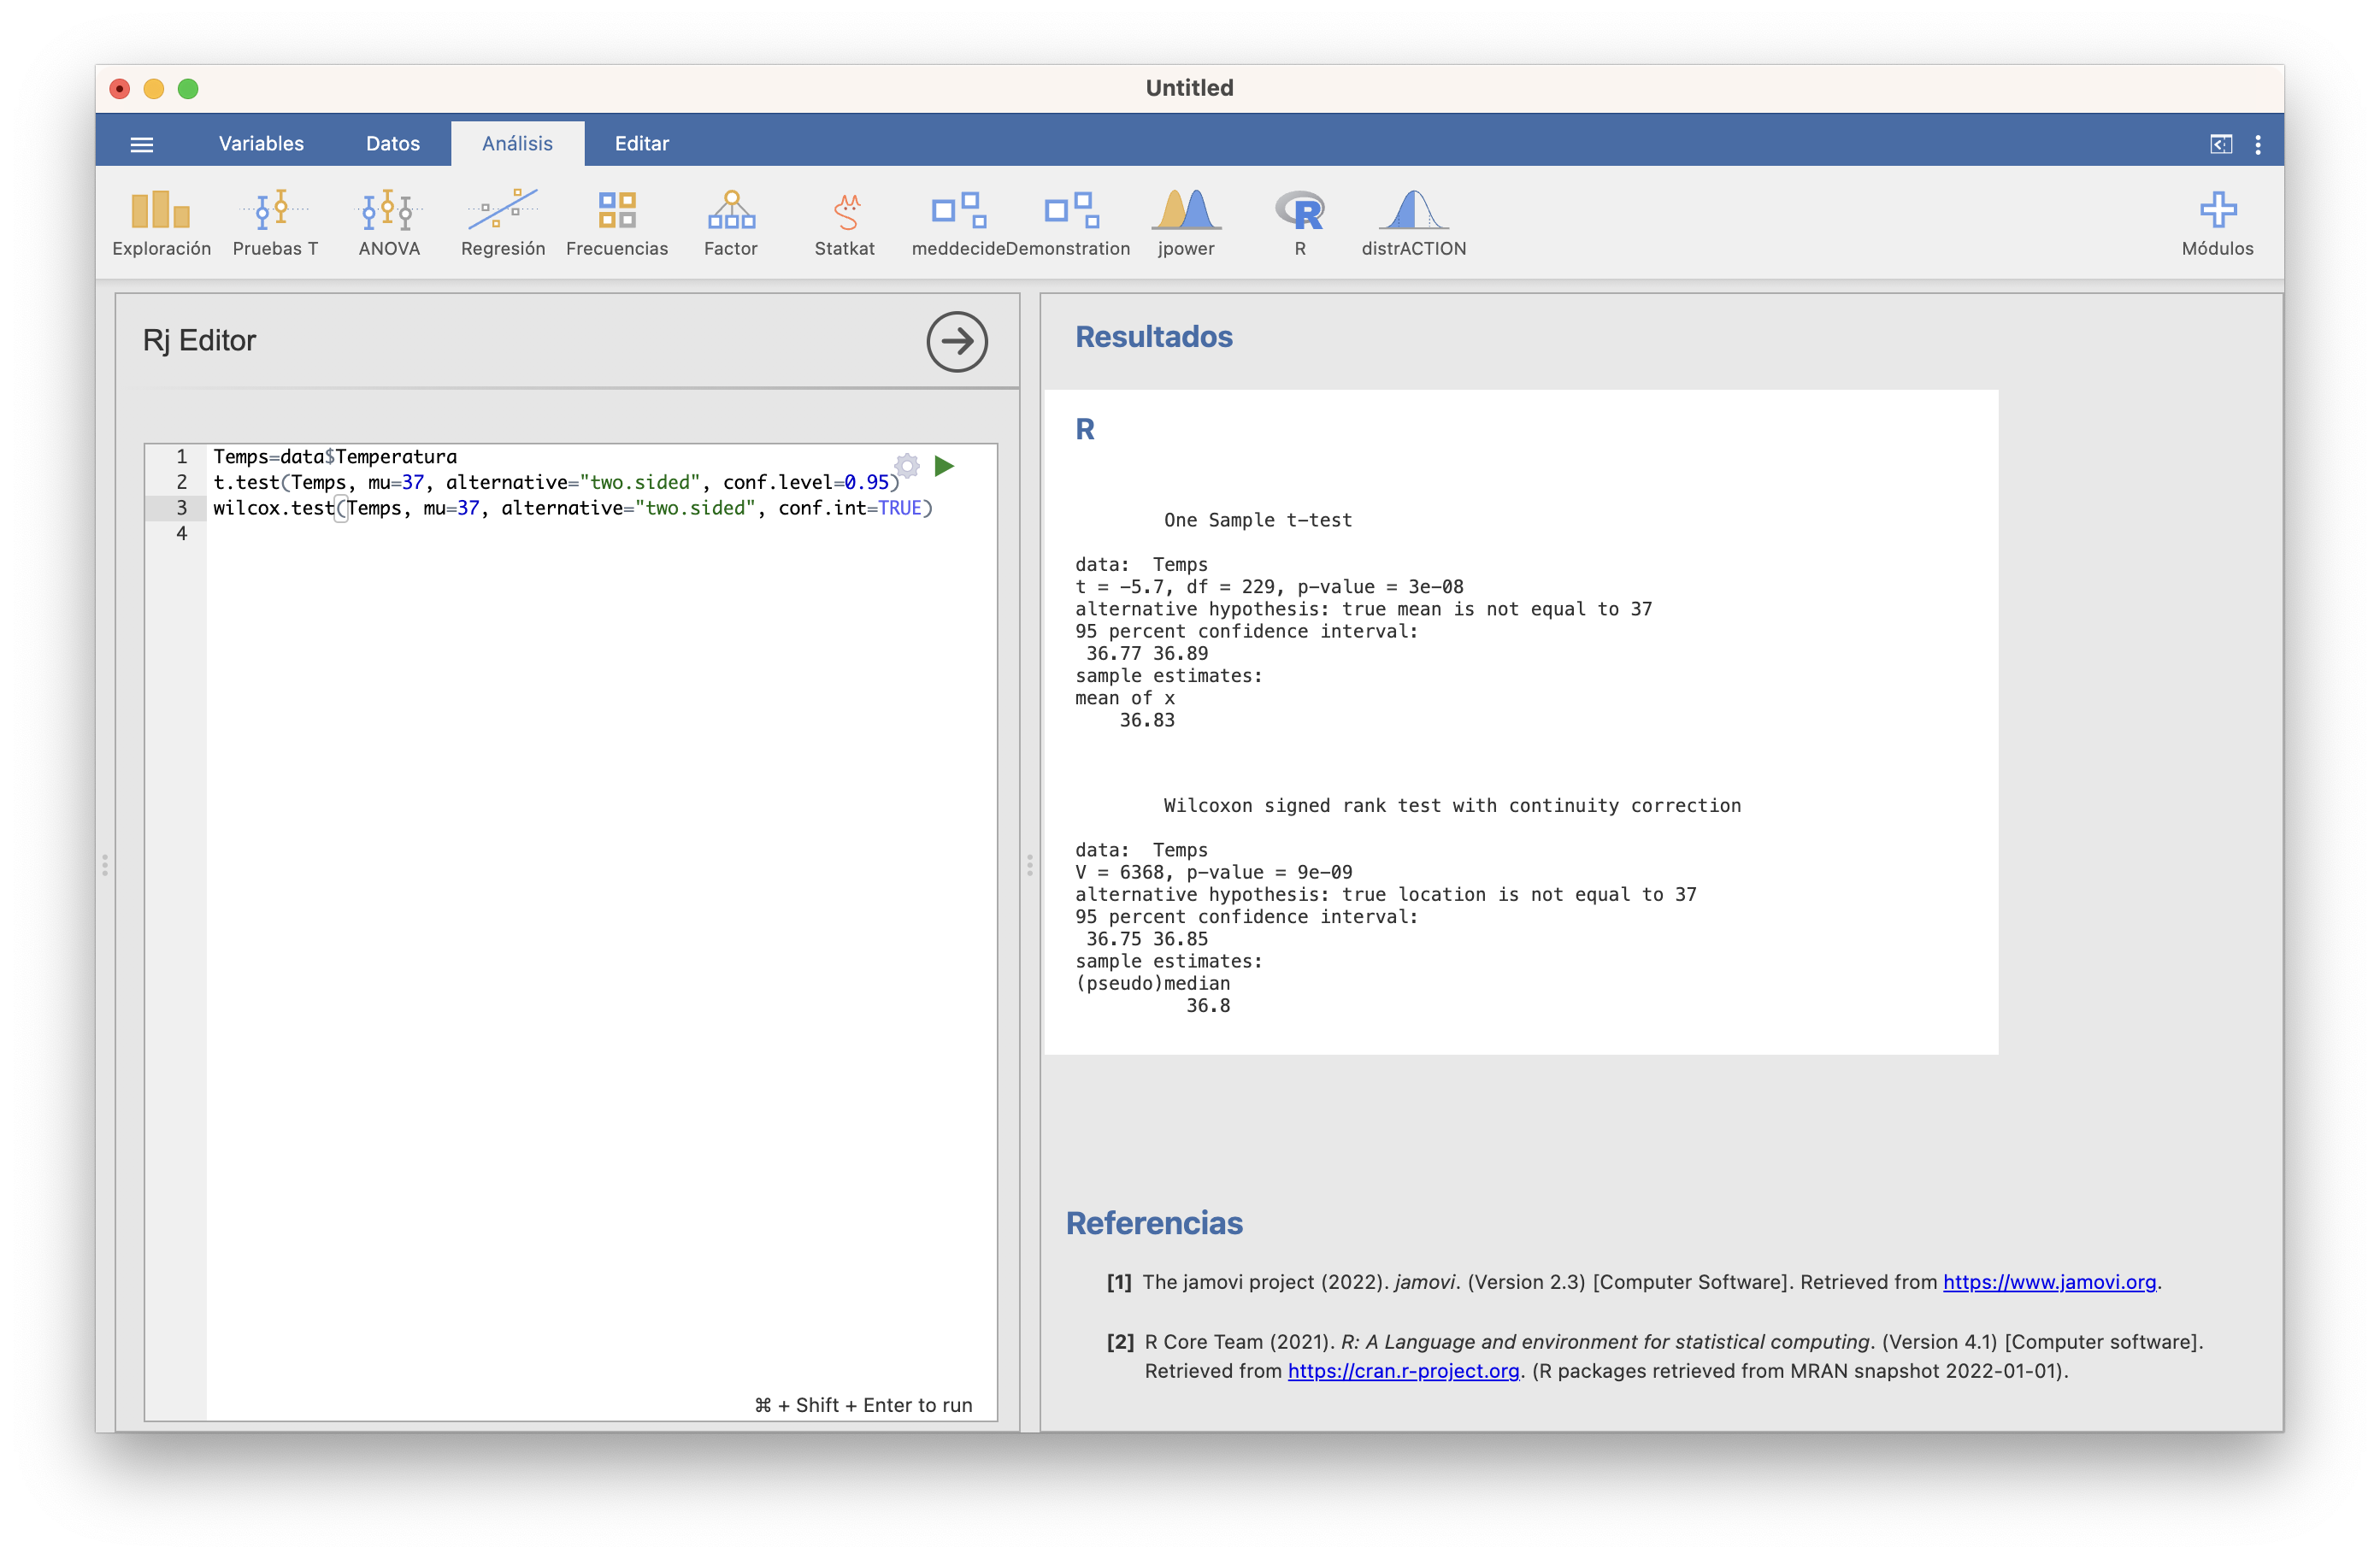 Untitled
Variables Datos Análisis Editar
Exploración Pruebas T ANOVA Regresión Frecuencias Factor Statkat meddecide Demonstration jpower R distrACTION Módulos
Rj Editor
1 Temps=data$Temperatura
2 t.test(Temps, mu=37, alternative="two.sided", conf.level=0.95)
3 wilcox.test(Temps, mu=37, alternative="two.sided", conf.int=TRUE)
4
⌘ + Shift + Enter to run
Resultados
R
One Sample t-test
data:  Temps
t = -5.7, df = 229, p-value = 3e-08
alternative hypothesis: true mean is not equal to 37
95 percent confidence interval:
36.77 36.89
sample estimates:
mean of x
36.83
Wilcoxon signed rank test with continuity correction
data:  Temps
V = 6368, p-value = 9e-09
alternative hypothesis: true location is not equal to 37
95 percent confidence interval:
36.75 36.85
sample estimates:
(pseudo)median
36.8
Referencias
[1] The jamovi project (2022). jamovi. (Version 2.3) [Computer Software]. Retrieved from https://www.jamovi.org.
[2] R Core Team (2021). R: A Language and environment for statistical computing. (Version 4.1) [Computer software].
Retrieved from https://cran.r-project.org. (R packages retrieved from MRAN snapshot 2022-01-01).